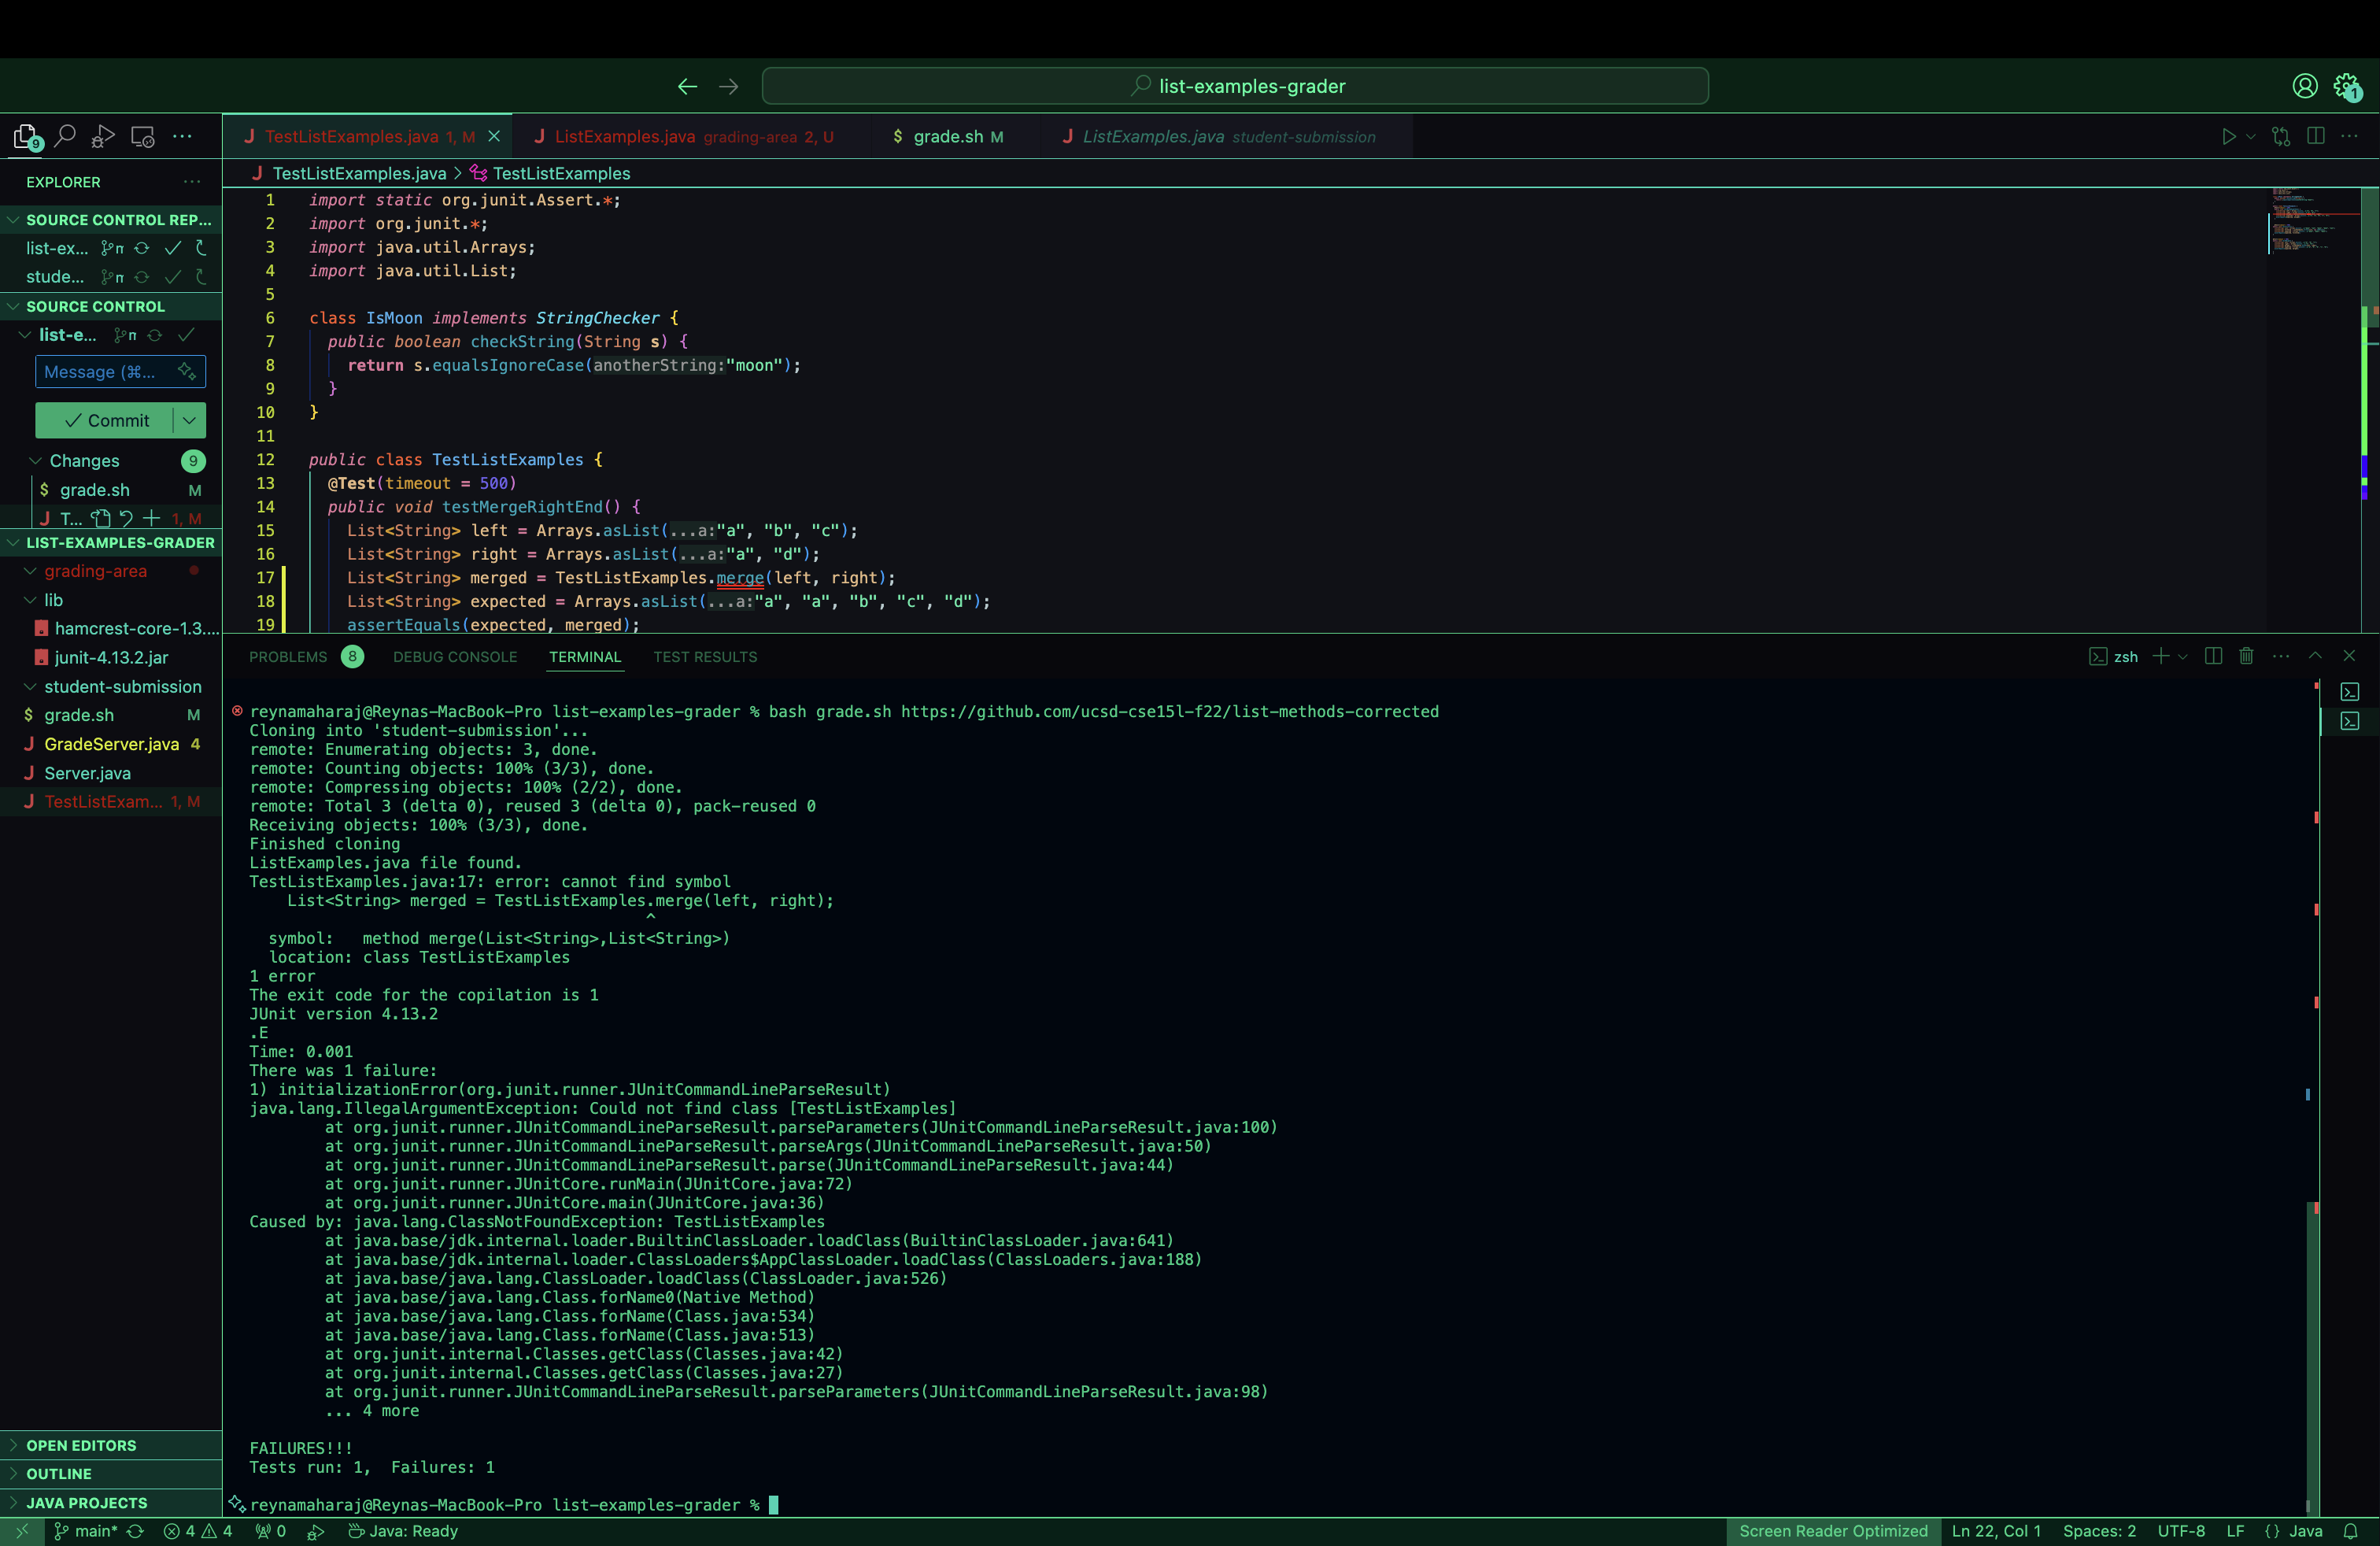 list-examples-grader
1
9
TestListExamples.java 1, M
ListExamples.java grading-area 2, U
$ grade.sh M
ListExamples.java student-submission
EXPLORER
TestListExamples.java > TestListExamples
SOURCE CONTROL REP...
list-ex...
stude...
SOURCE CONTROL
list-e...
Message (⌘...
Commit
Changes 9
$ grade.sh M
J T... 1, M
LIST-EXAMPLES-GRADER
grading-area
lib
hamcrest-core-1.3....
junit-4.13.2.jar
student-submission
$ grade.sh M
J GradeServer.java 4
J Server.java
J TestListExam... 1, M
OPEN EDITORS
OUTLINE
JAVA PROJECTS
1 import static org.junit.Assert.*;
2 import org.junit.*;
3 import java.util.Arrays;
4 import java.util.List;
5
6 class IsMoon implements StringChecker {
7 public boolean checkString(String s) {
8 return s.equalsIgnoreCase(anotherString:"moon");
9 }
10 }
11
12 public class TestListExamples {
13 @Test(timeout = 500)
14 public void testMergeRightEnd() {
15 List<String> left = Arrays.asList(...a:"a", "b", "c");
16 List<String> right = Arrays.asList(...a:"a", "d");
17 List<String> merged = TestListExamples.merge(left, right);
18 List<String> expected = Arrays.asList(...a:"a", "a", "b", "c", "d");
19 assertEquals(expected, merged);
PROBLEMS 8 DEBUG CONSOLE TERMINAL TEST RESULTS
zsh
reynamaharaj@Reynas-MacBook-Pro list-examples-grader % bash grade.sh https://github.com/ucsd-cse15l-f22/list-methods-corrected
Cloning into 'student-submission'...
remote: Enumerating objects: 3, done.
remote: Counting objects: 100% (3/3), done.
remote: Compressing objects: 100% (2/2), done.
remote: Total 3 (delta 0), reused 3 (delta 0), pack-reused 0
Receiving objects: 100% (3/3), done.
Finished cloning
ListExamples.java file found.
TestListExamples.java:17: error: cannot find symbol
List<String> merged = TestListExamples.merge(left, right);
^
symbol: method merge(List<String>,List<String>)
location: class TestListExamples
1 error
The exit code for the copilation is 1
JUnit version 4.13.2
.E
Time: 0.001
There was 1 failure:
1) initializationError(org.junit.runner.JUnitCommandLineParseResult)
java.lang.IllegalArgumentException: Could not find class [TestListExamples]
at org.junit.runner.JUnitCommandLineParseResult.parseParameters(JUnitCommandLineParseResult.java:100)
at org.junit.runner.JUnitCommandLineParseResult.parseArgs(JUnitCommandLineParseResult.java:50)
at org.junit.runner.JUnitCommandLineParseResult.parse(JUnitCommandLineParseResult.java:44)
at org.junit.runner.JUnitCore.runMain(JUnitCore.java:72)
at org.junit.runner.JUnitCore.main(JUnitCore.java:36)
Caused by: java.lang.ClassNotFoundException: TestListExamples
at java.base/jdk.internal.loader.BuiltinClassLoader.loadClass(BuiltinClassLoader.java:641)
at java.base/jdk.internal.loader.ClassLoaders$AppClassLoader.loadClass(ClassLoaders.java:188)
at java.base/java.lang.ClassLoader.loadClass(ClassLoader.java:526)
at java.base/java.lang.Class.forName0(Native Method)
at java.base/java.lang.Class.forName(Class.java:534)
at java.base/java.lang.Class.forName(Class.java:513)
at org.junit.internal.Classes.getClass(Classes.java:42)
at org.junit.internal.Classes.getClass(Classes.java:27)
at org.junit.runner.JUnitCommandLineParseResult.parseParameters(JUnitCommandLineParseResult.java:98)
... 4 more
FAILURES!!!
Tests run: 1, Failures: 1
reynamaharaj@Reynas-MacBook-Pro list-examples-grader %
main* 4 4 0 Java: Ready
Screen Reader Optimized Ln 22, Col 1 Spaces: 2 UTF-8 LF {} Java